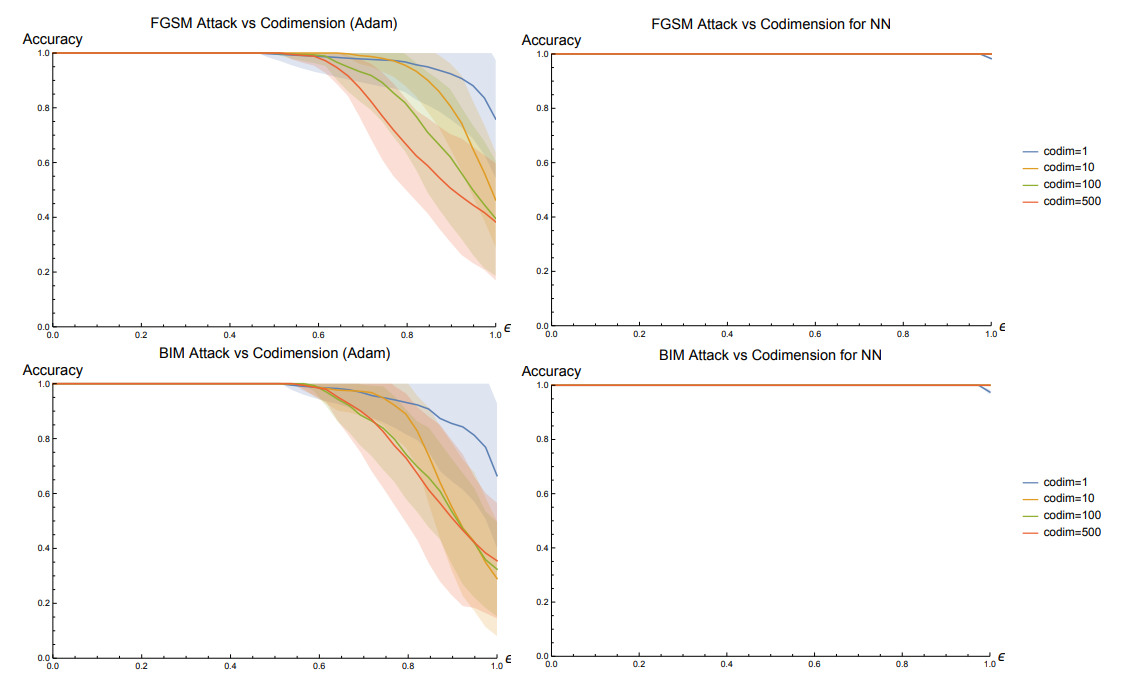 FGSM Attack vs Codimension (Adam)
Accuracy
1.0
0.8
0.6
0.4
0.2
0.0
0.0 0.2 0.4 0.6 0.8 1.0 ϵ
FGSM Attack vs Codimension for NN
Accuracy
1.0
0.8
0.6
0.4
0.2
0.0
0.0 0.2 0.4 0.6 0.8 1.0 ϵ
codim=1
codim=10
codim=100
codim=500
BIM Attack vs Codimension (Adam)
Accuracy
1.0
0.8
0.6
0.4
0.2
0.0
0.0 0.2 0.4 0.6 0.8 1.0 ϵ
BIM Attack vs Codimension for NN
Accuracy
1.0
0.8
0.6
0.4
0.2
0.0
0.0 0.2 0.4 0.6 0.8 1.0 ϵ
codim=1
codim=10
codim=100
codim=500